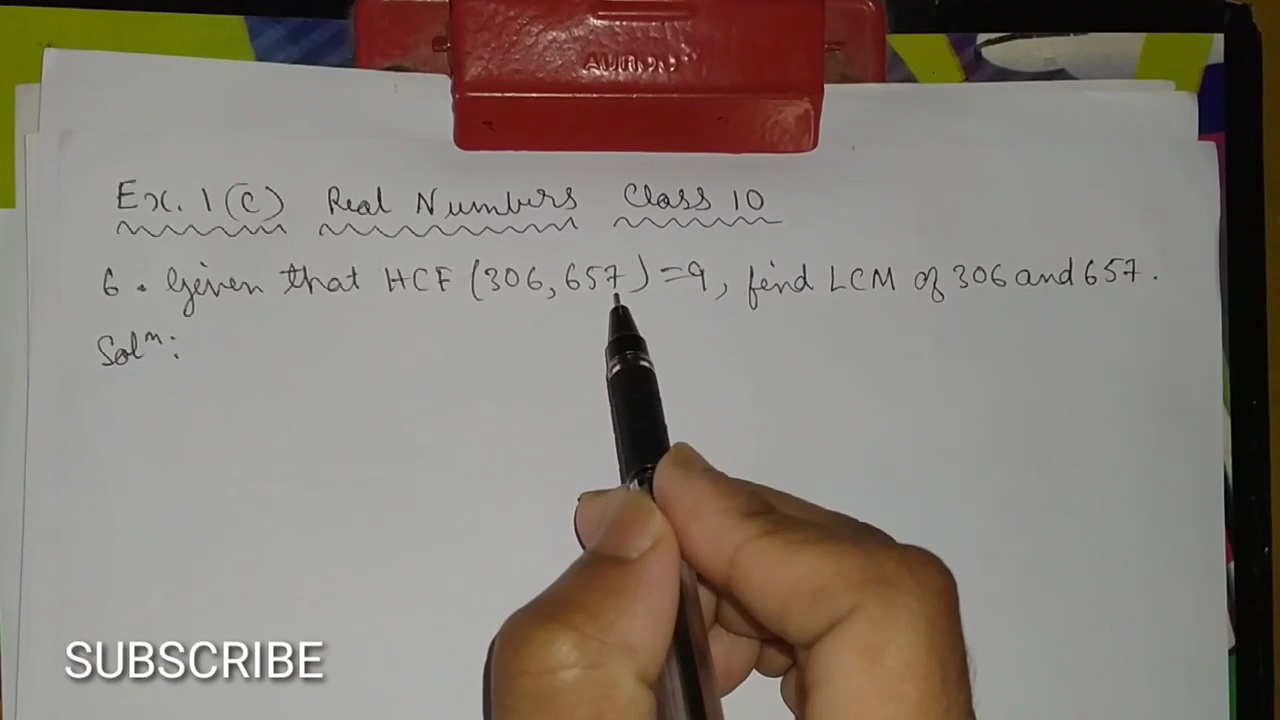 Ex. 1(C) Real Numbers Class 10
6. Given that HCF (306, 657) = 9, find LCM of 306 and 657.
Solⁿ:
SUBSCRIBE